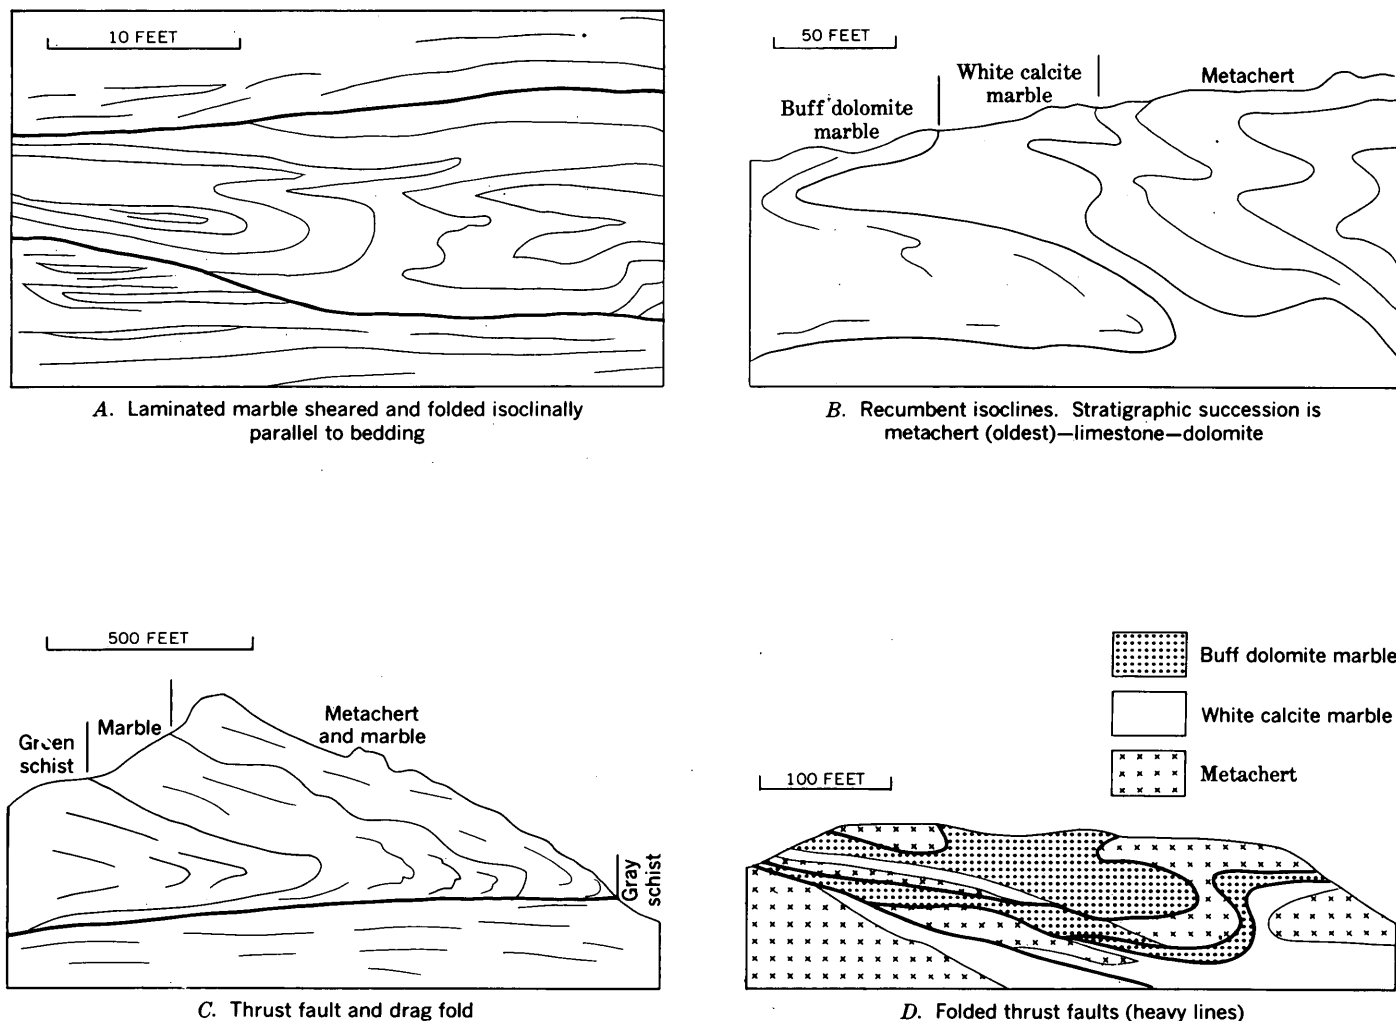 10 FEET
A. Laminated marble sheared and folded isoclinally
parallel to bedding
50 FEET
Buff dolomite
marble
White calcite
marble
Metachert
B. Recumbent isoclines. Stratigraphic succession is
metachert (oldest)—limestone—dolomite
500 FEET
Green
schist
Marble
Metachert
and marble
Gray
schist
C. Thrust fault and drag fold
Buff dolomite marble
White calcite marble
Metachert
100 FEET
D. Folded thrust faults (heavy lines)